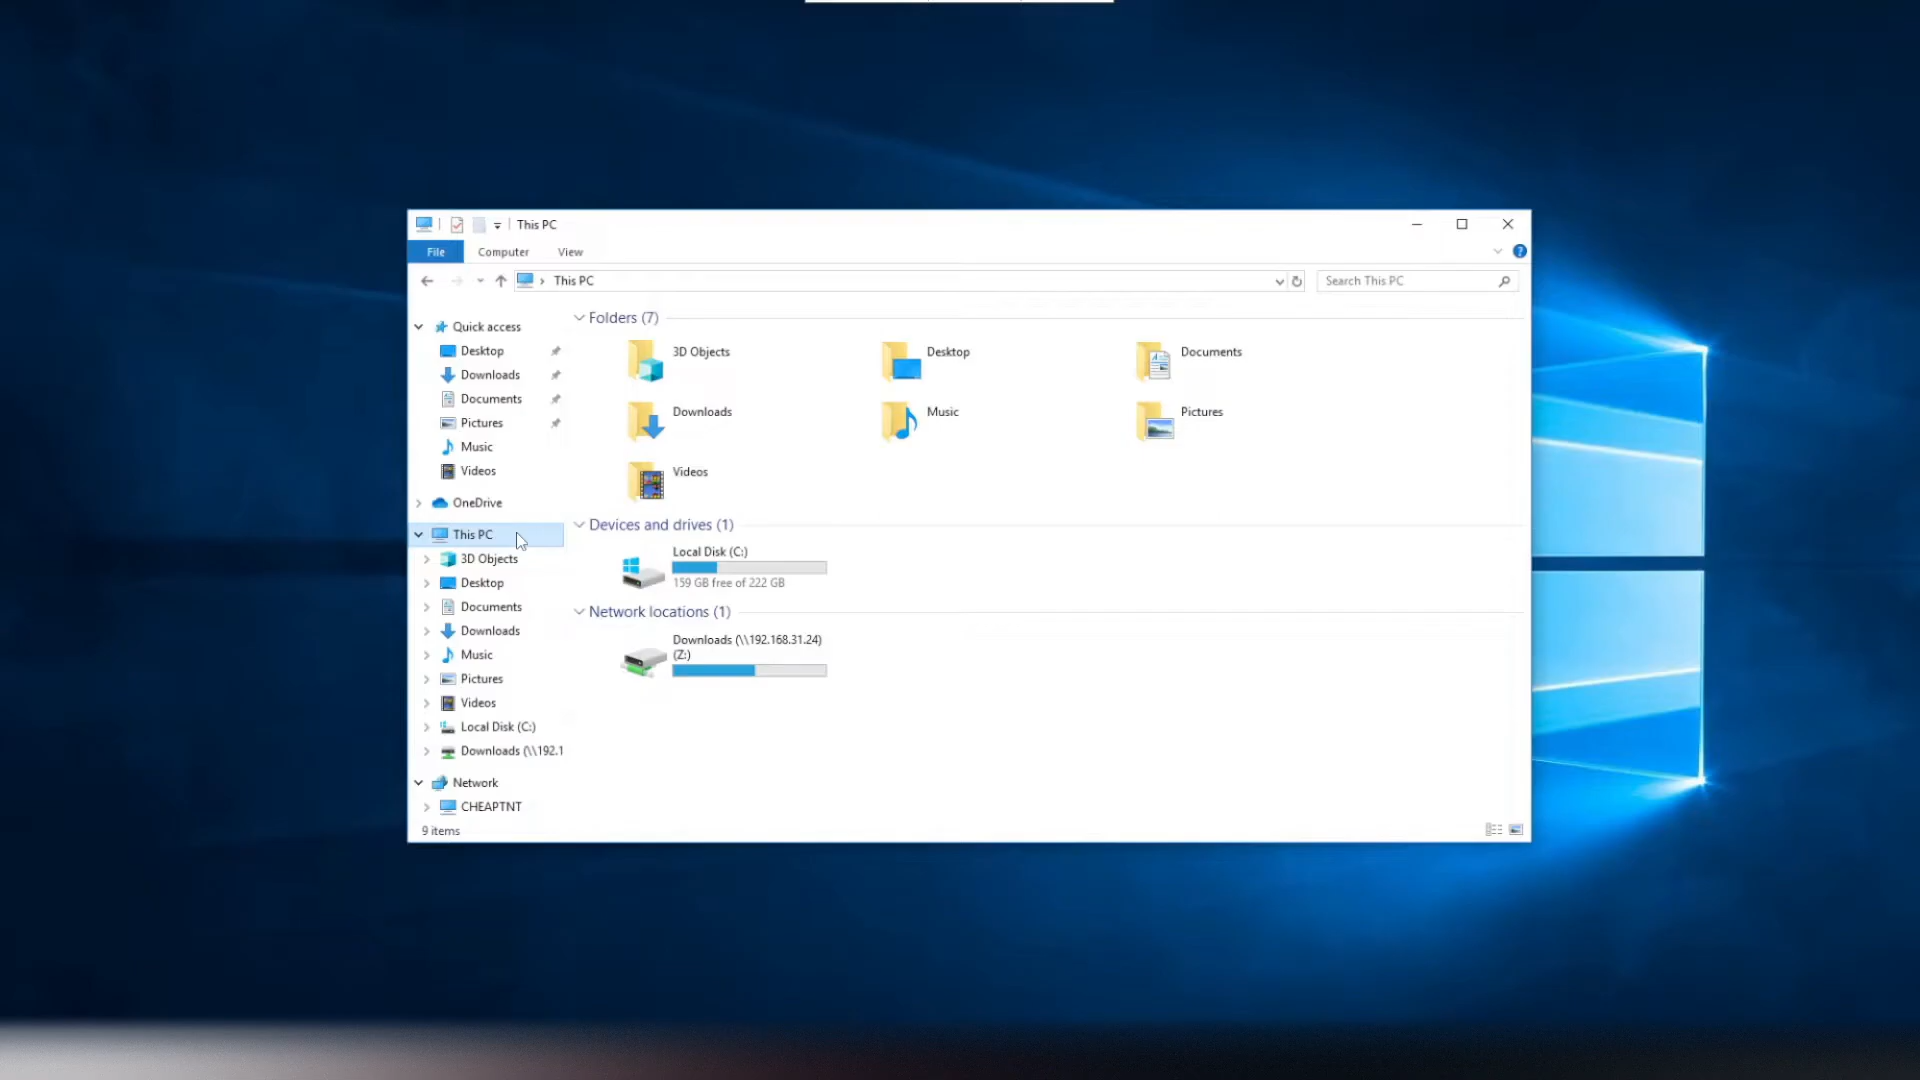 This PC
File Computer View
This PC
Search This PC
Quick access
Desktop
Downloads
Documents
Pictures
Music
Videos
OneDrive
This PC
3D Objects
Desktop
Documents
Downloads
Music
Pictures
Videos
Local Disk (C:)
Downloads (\\192.1
Network
CHEAPTNT
Folders (7)
3D Objects
Desktop
Documents
Downloads
Music
Pictures
Videos
Devices and drives (1)
Local Disk (C:)
159 GB free of 222 GB
Network locations (1)
Downloads (\\192.168.31.24)
(Z:)
9 items